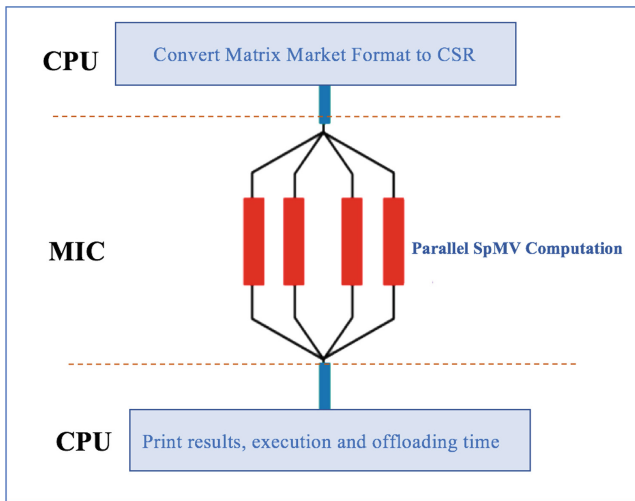 CPU
Convert Matrix Market Format to CSR
MIC
Parallel SpMV Computation
CPU
Print results, execution and offloading time